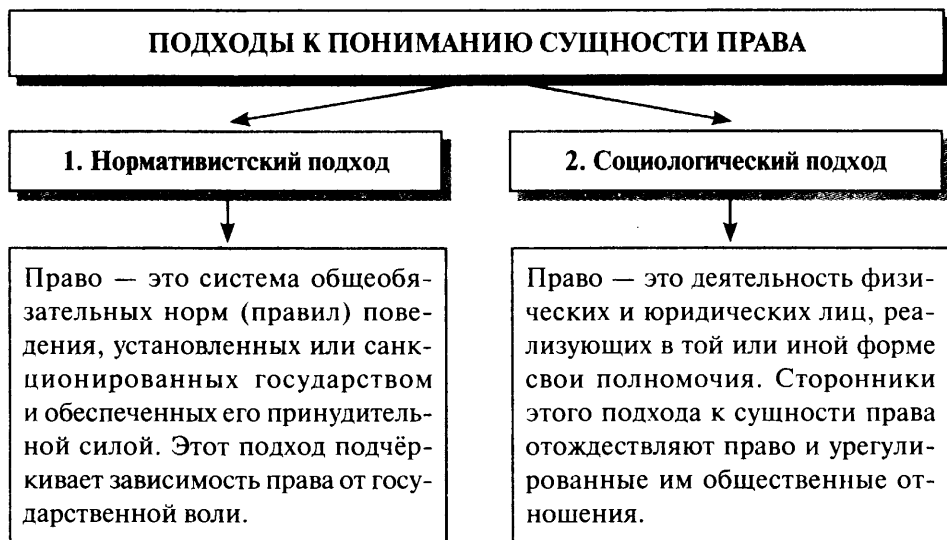 ПОДХОДЫ К ПОНИМАНИЮ СУЩНОСТИ ПРАВА
1. Нормативистский подход
Право — это система общеобя-
зательных норм (правил) пове-
дения, установленных или санк-
ционированных государством
и обеспеченных его принудитель-
ной силой. Этот подход подчёр-
кивает зависимость права от госу-
дарственной воли.
2. Социологический подход
Право — это деятельность физи-
ческих и юридических лиц, реа-
лизующих в той или иной форме
свои полномочия. Сторонники
этого подхода к сущности права
отождествляют право и урегули-
рованные им общественные от-
ношения.